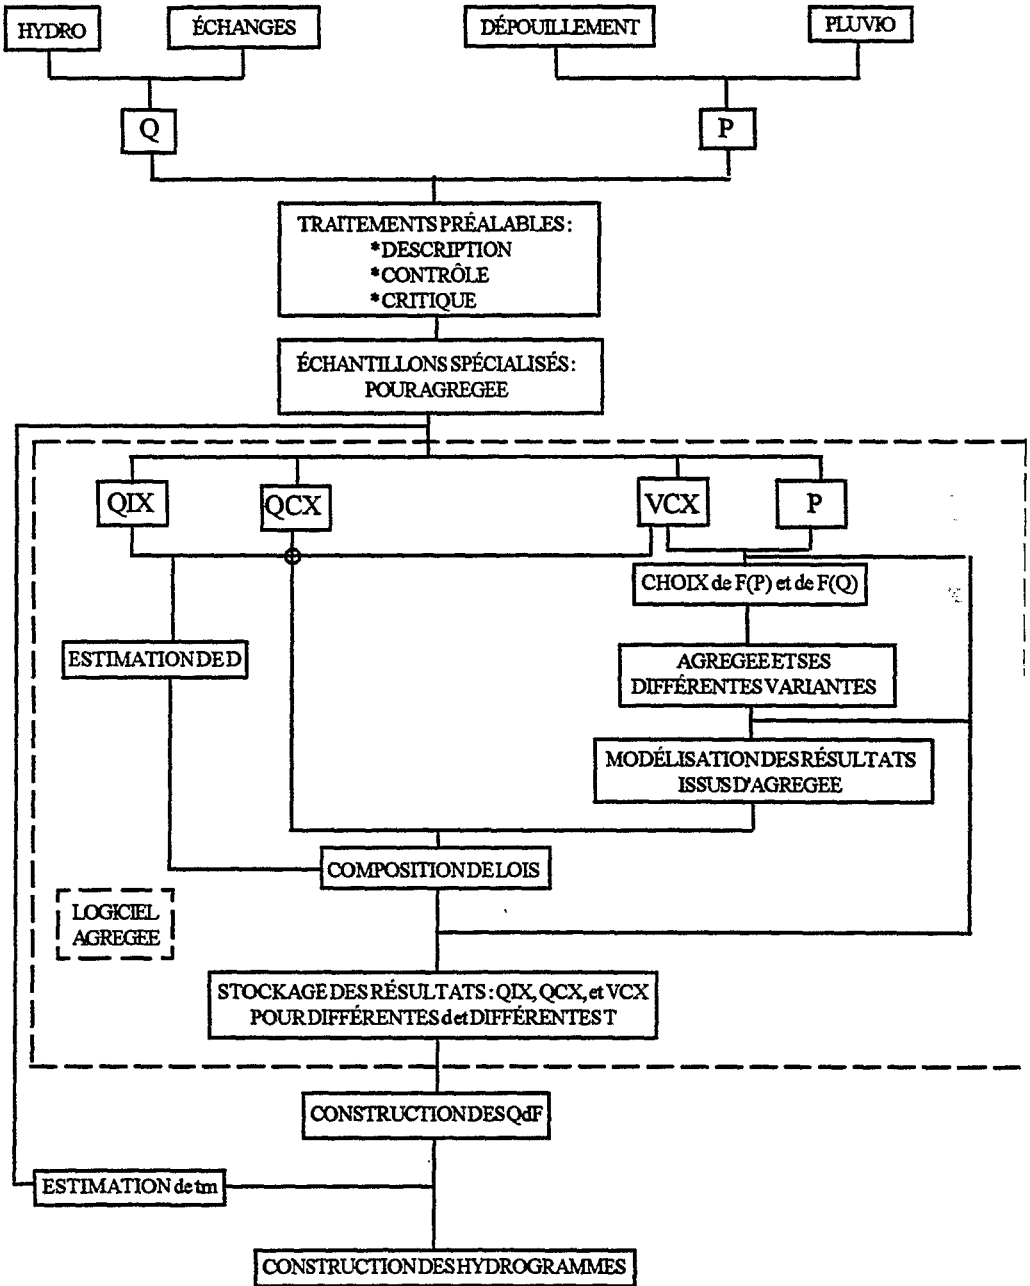 HYDRO
ÉCHANGES
DÉPOUILLEMENT
PLUVIO
Q
P
TRAITEMENTS PRÉALABLES :
*DESCRIPTION
*CONTRÔLE
*CRITIQUE
ÉCHANTILLONS SPÉCIALISÉS :
POUR AGREGEE
QIX
QCX
VCX
P
CHOIX de F(P) et de F(Q)
ESTIMATION DE D
AGREGEE ET SES
DIFFÉRENTES VARIANTES
MODÉLISATION DES RÉSULTATS
ISSUS D'AGREGEE
COMPOSITION DE LOIS
LOGICIEL
AGREGEE
STOCKAGE DES RÉSULTATS : QIX, QCX, et VCX
POUR DIFFÉRENTES d et DIFFÉRENTES T
CONSTRUCTION DES QdF
ESTIMATION de tm
CONSTRUCTION DES HYDROGRAMMES